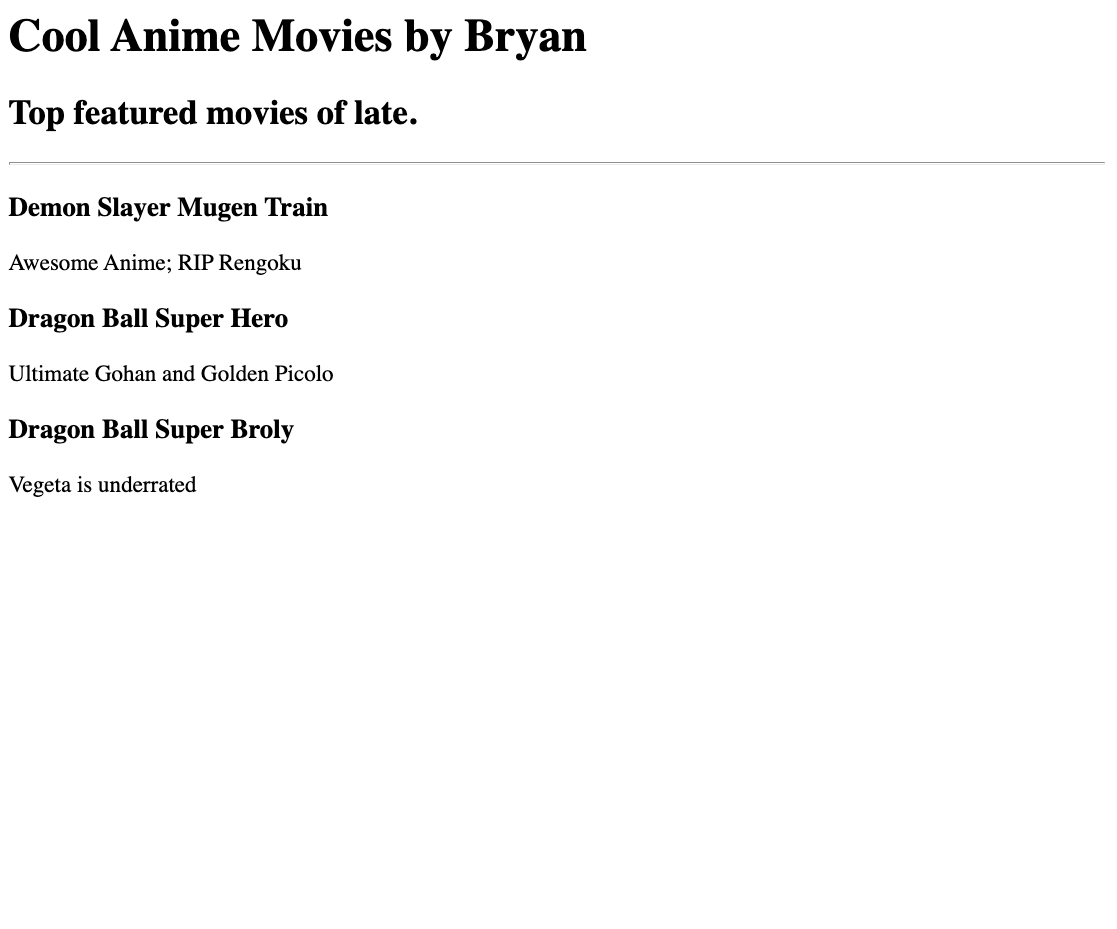 Cool Anime Movies by Bryan
Top featured movies of late.
Demon Slayer Mugen Train
Awesome Anime; RIP Rengoku
Dragon Ball Super Hero
Ultimate Gohan and Golden Picolo
Dragon Ball Super Broly
Vegeta is underrated